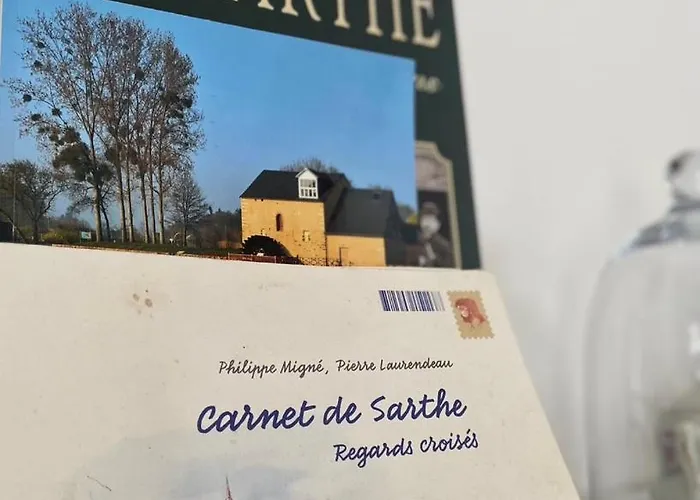 Philippe Migné, Pierre Laurendeau
Carnet de Sarthe
Regards croisés